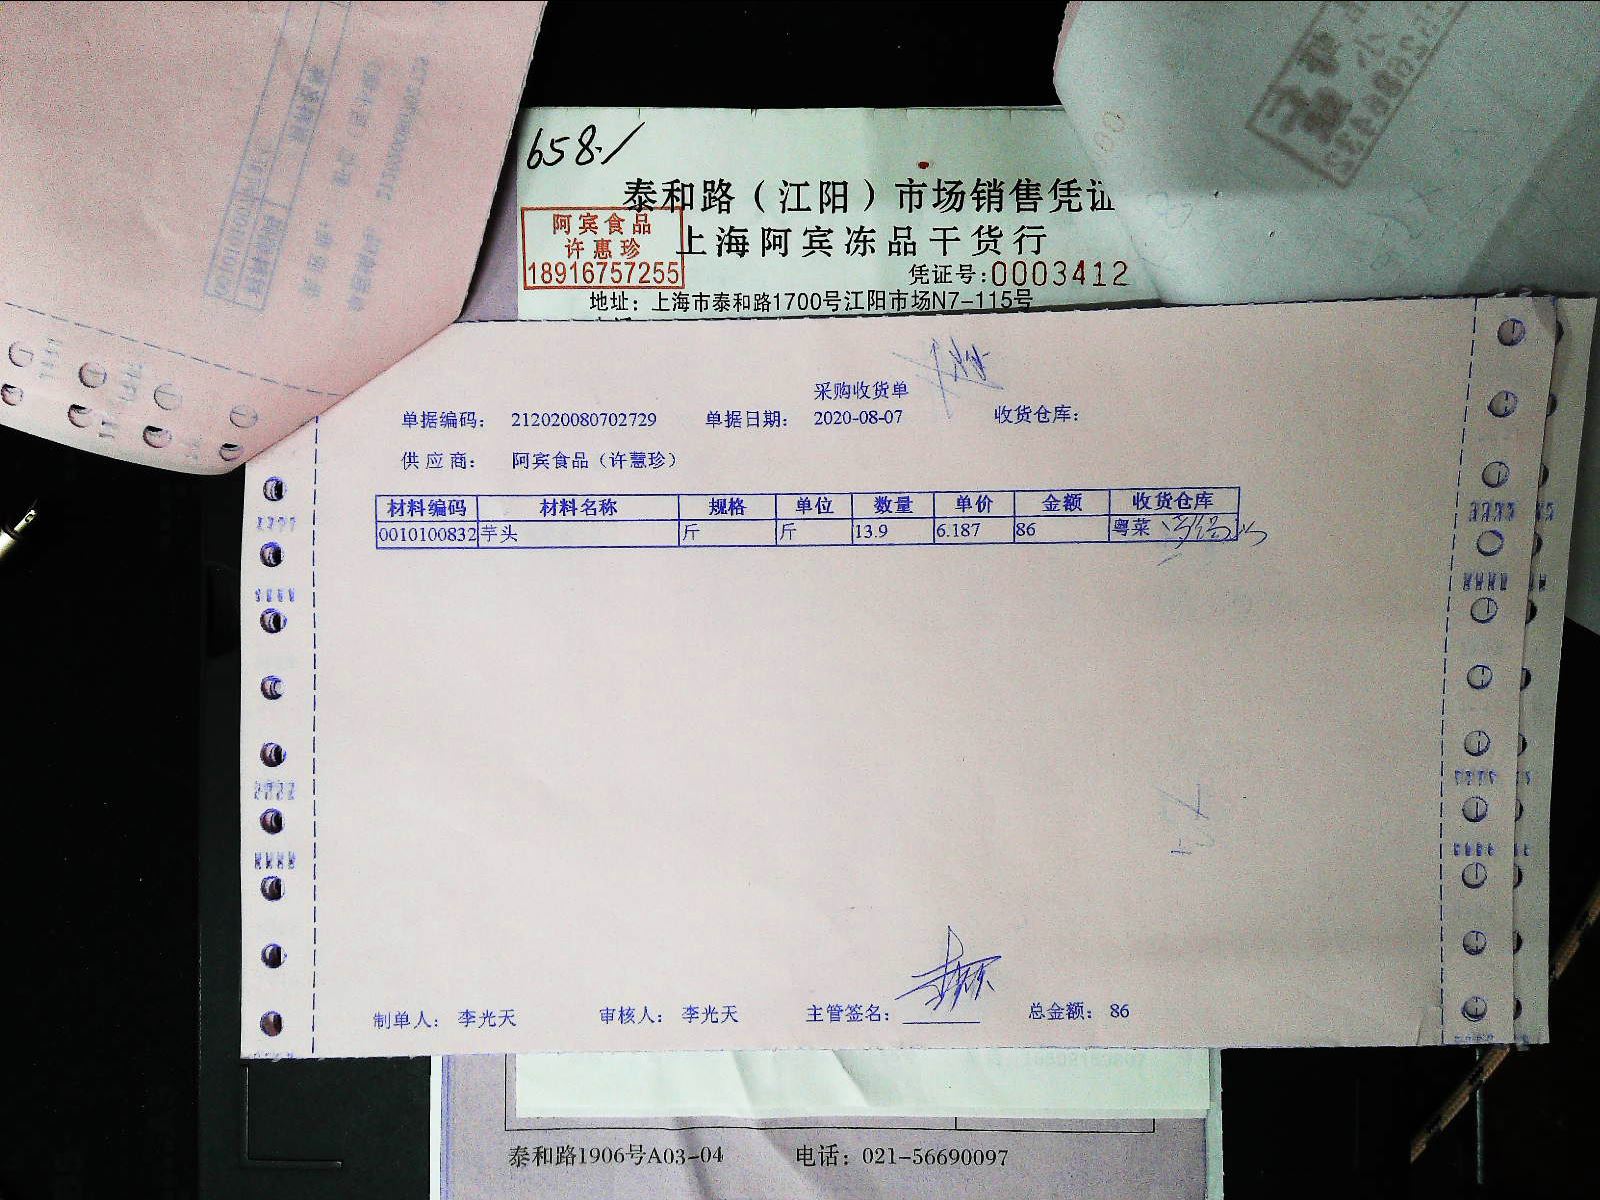 658./
泰和路（江阳）市场销售凭证
阿宾食品
许惠珍
18916757255
上海阿宾冻品干货行
凭证号:0003412
地址：上海市泰和路1700号江阳市场N7-115号
采购收货单
单据编码： 212020080702729 单据日期： 2020-08-07 收货仓库：
供应商： 阿宾食品（许慧珍）
材料编码 材料名称 规格 单位 数量 单价 金额 收货仓库
0010100832 芋头 斤 斤 13.9 6.187 86 粤菜
制单人： 李光天 审核人： 李光天 主管签名： 总金额： 86
泰和路1906号A03-04 电话：021-56690097